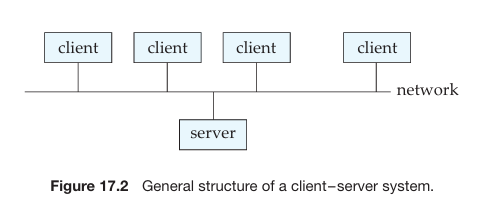 client client client client
network
server
Figure 17.2 General structure of a client–server system.